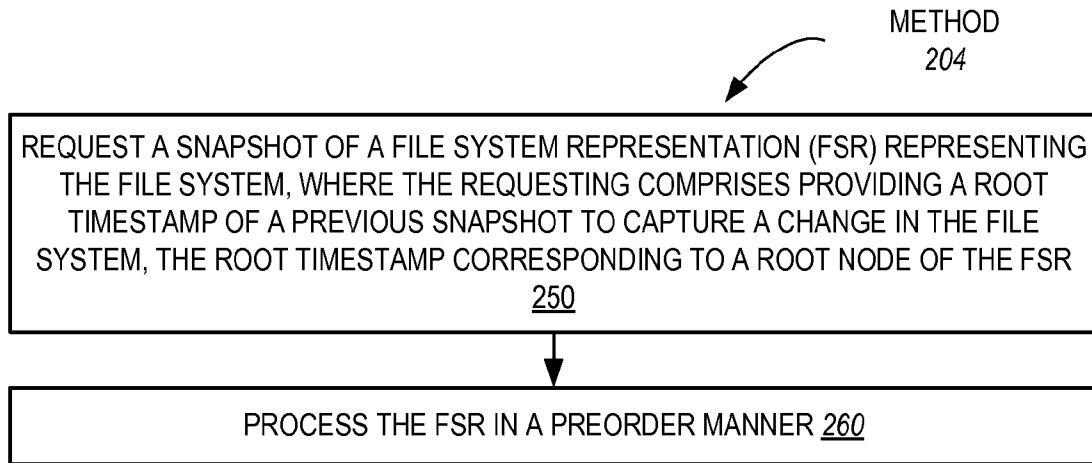 METHOD
204
REQUEST A SNAPSHOT OF A FILE SYSTEM REPRESENTATION (FSR) REPRESENTING
THE FILE SYSTEM, WHERE THE REQUESTING COMPRISES PROVIDING A ROOT
TIMESTAMP OF A PREVIOUS SNAPSHOT TO CAPTURE A CHANGE IN THE FILE
SYSTEM, THE ROOT TIMESTAMP CORRESPONDING TO A ROOT NODE OF THE FSR
250
PROCESS THE FSR IN A PREORDER MANNER 260